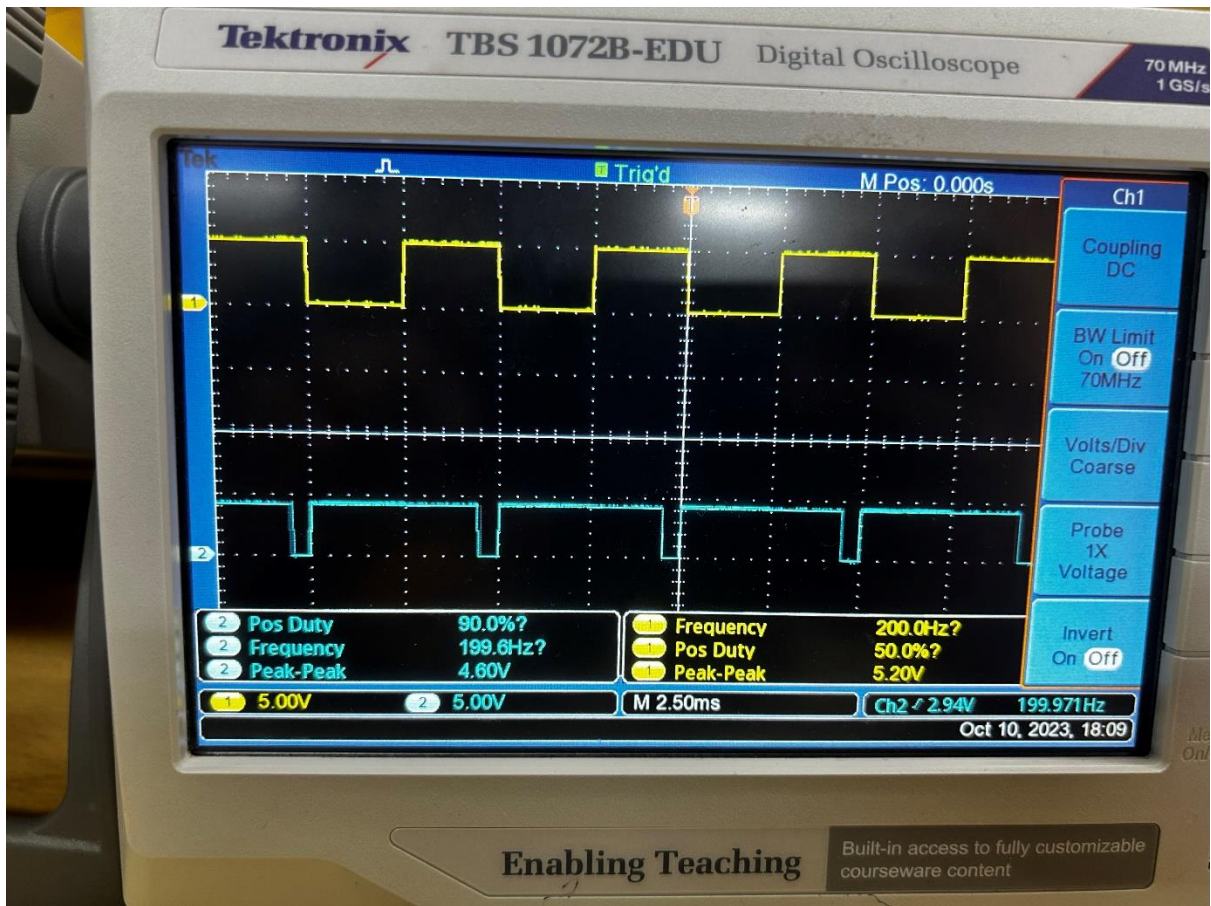 Tektronix TBS 1072B-EDU Digital Oscilloscope
70 MHz
1 GS/s
Tek
T Trig'd
M Pos: 0.000s
T
1
2
Ch1
Coupling
DC
BW Limit
On Off
70MHz
Volts/Div
Coarse
Probe
1X
Voltage
Invert
On Off
2 Pos Duty 90.0%?
2 Frequency 199.6Hz?
2 Peak-Peak 4.60V
1 Frequency 200.0Hz?
1 Pos Duty 50.0%?
1 Peak-Peak 5.20V
1 5.00V 2 5.00V M 2.50ms Ch2 / 2.94V 199.971Hz
Oct 10, 2023, 18:09
Enabling Teaching
Built-in access to fully customizable
courseware content